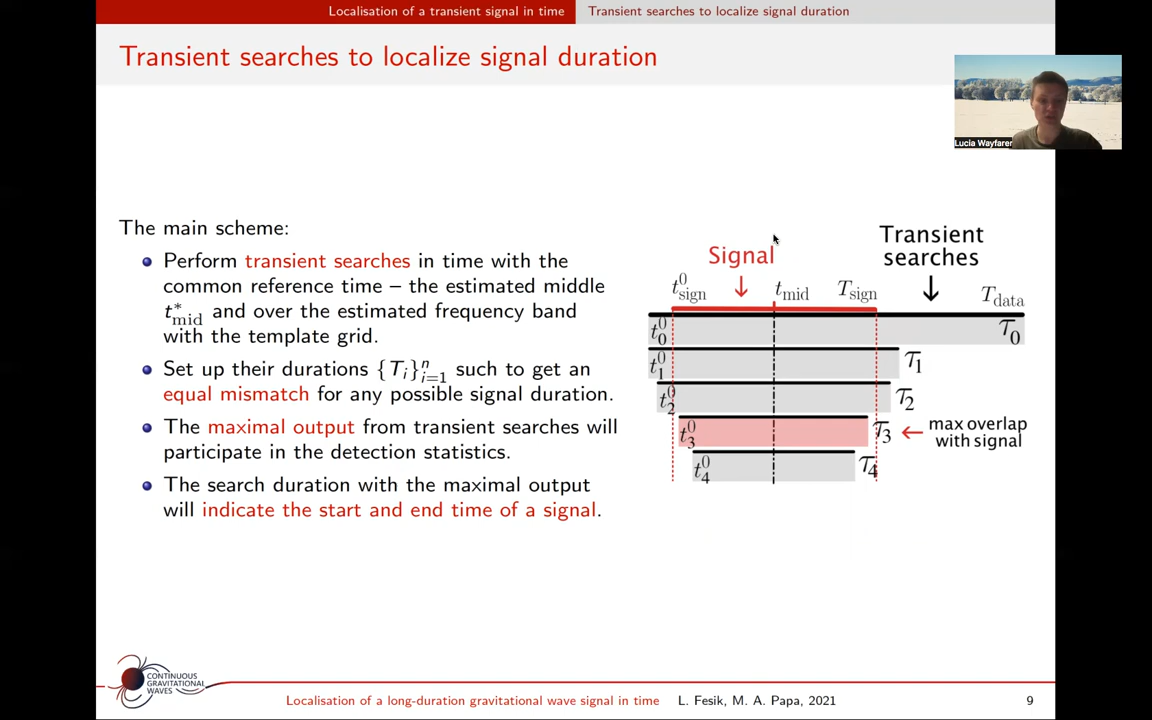 Localisation of a transient signal in time Transient searches to localize signal duration
Transient searches to localize signal duration
Lucia Wayfarer
The main scheme:
Perform transient searches in time with the
common reference time – the estimated middle
t*mid and over the estimated frequency band
with the template grid.
Set up their durations {Ti}ⁿi=1 such to get an
equal mismatch for any possible signal duration.
The maximal output from transient searches will
participate in the detection statistics.
The search duration with the maximal output
will indicate the start and end time of a signal.
Signal
Transient
searches
t⁰sign tmid Tsign Tdata
t⁰0 τ0
t⁰1 τ1
t⁰2 τ2
t⁰3 τ3 ← max overlap
with signal
t⁰4 τ4
CONTINUOUS
GRAVITATIONAL
WAVES
Localisation of a long-duration gravitational wave signal in time L. Fesik, M. A. Papa, 2021 9